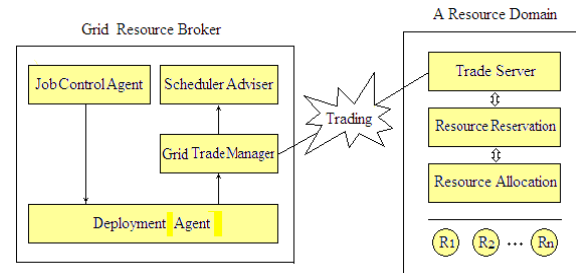 Grid Resource Broker
Job Control Agent
Scheduler Adviser
Grid Trade Manager
Deployment Agent
Trading
A Resource Domain
Trade Server
Resource Reservation
Resource Allocation
R1 R2 ... Rn